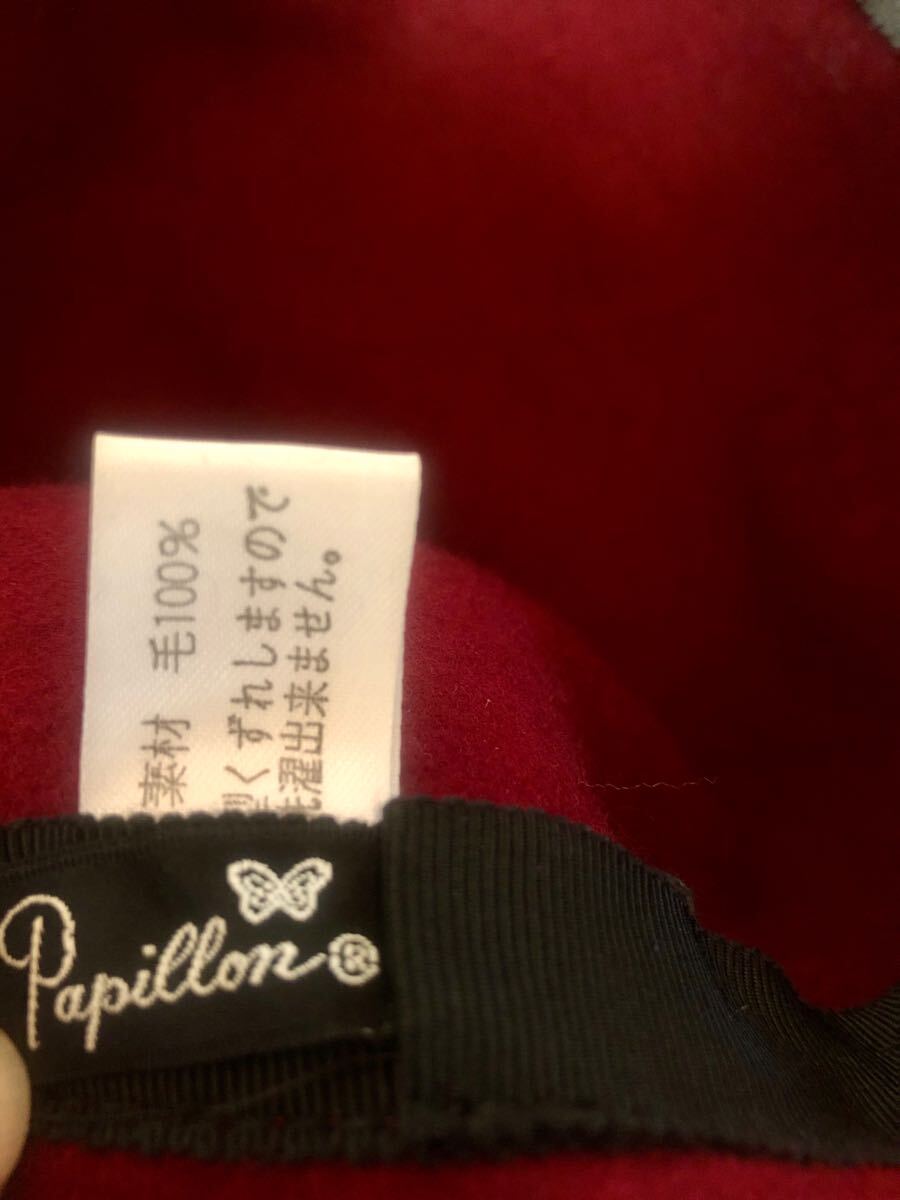 素材 毛100%
型くずれしますので
洗濯出来ません。
Papillon®